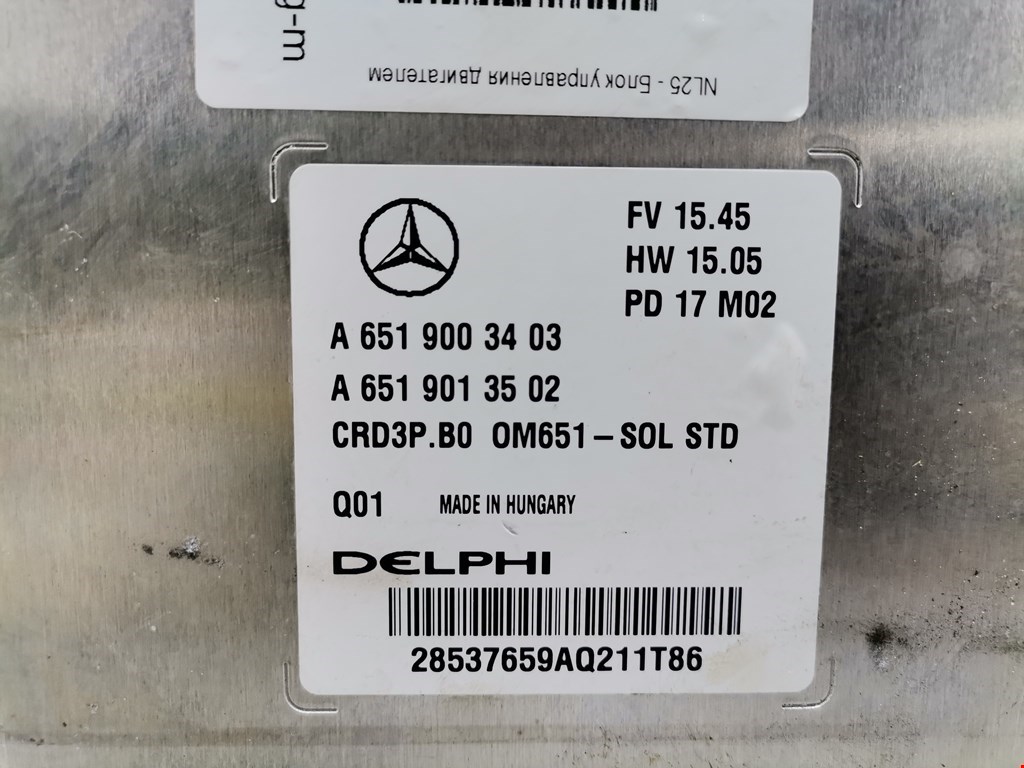 g-m
NL25 - Блок управления двигателем
FV 15.45
HW 15.05
PD 17 M02
A 651 900 34 03
A 651 901 35 02
CRD3P.B0 OM651-SOL STD
Q01 MADE IN HUNGARY
DELPHI
28537659AQ211T86